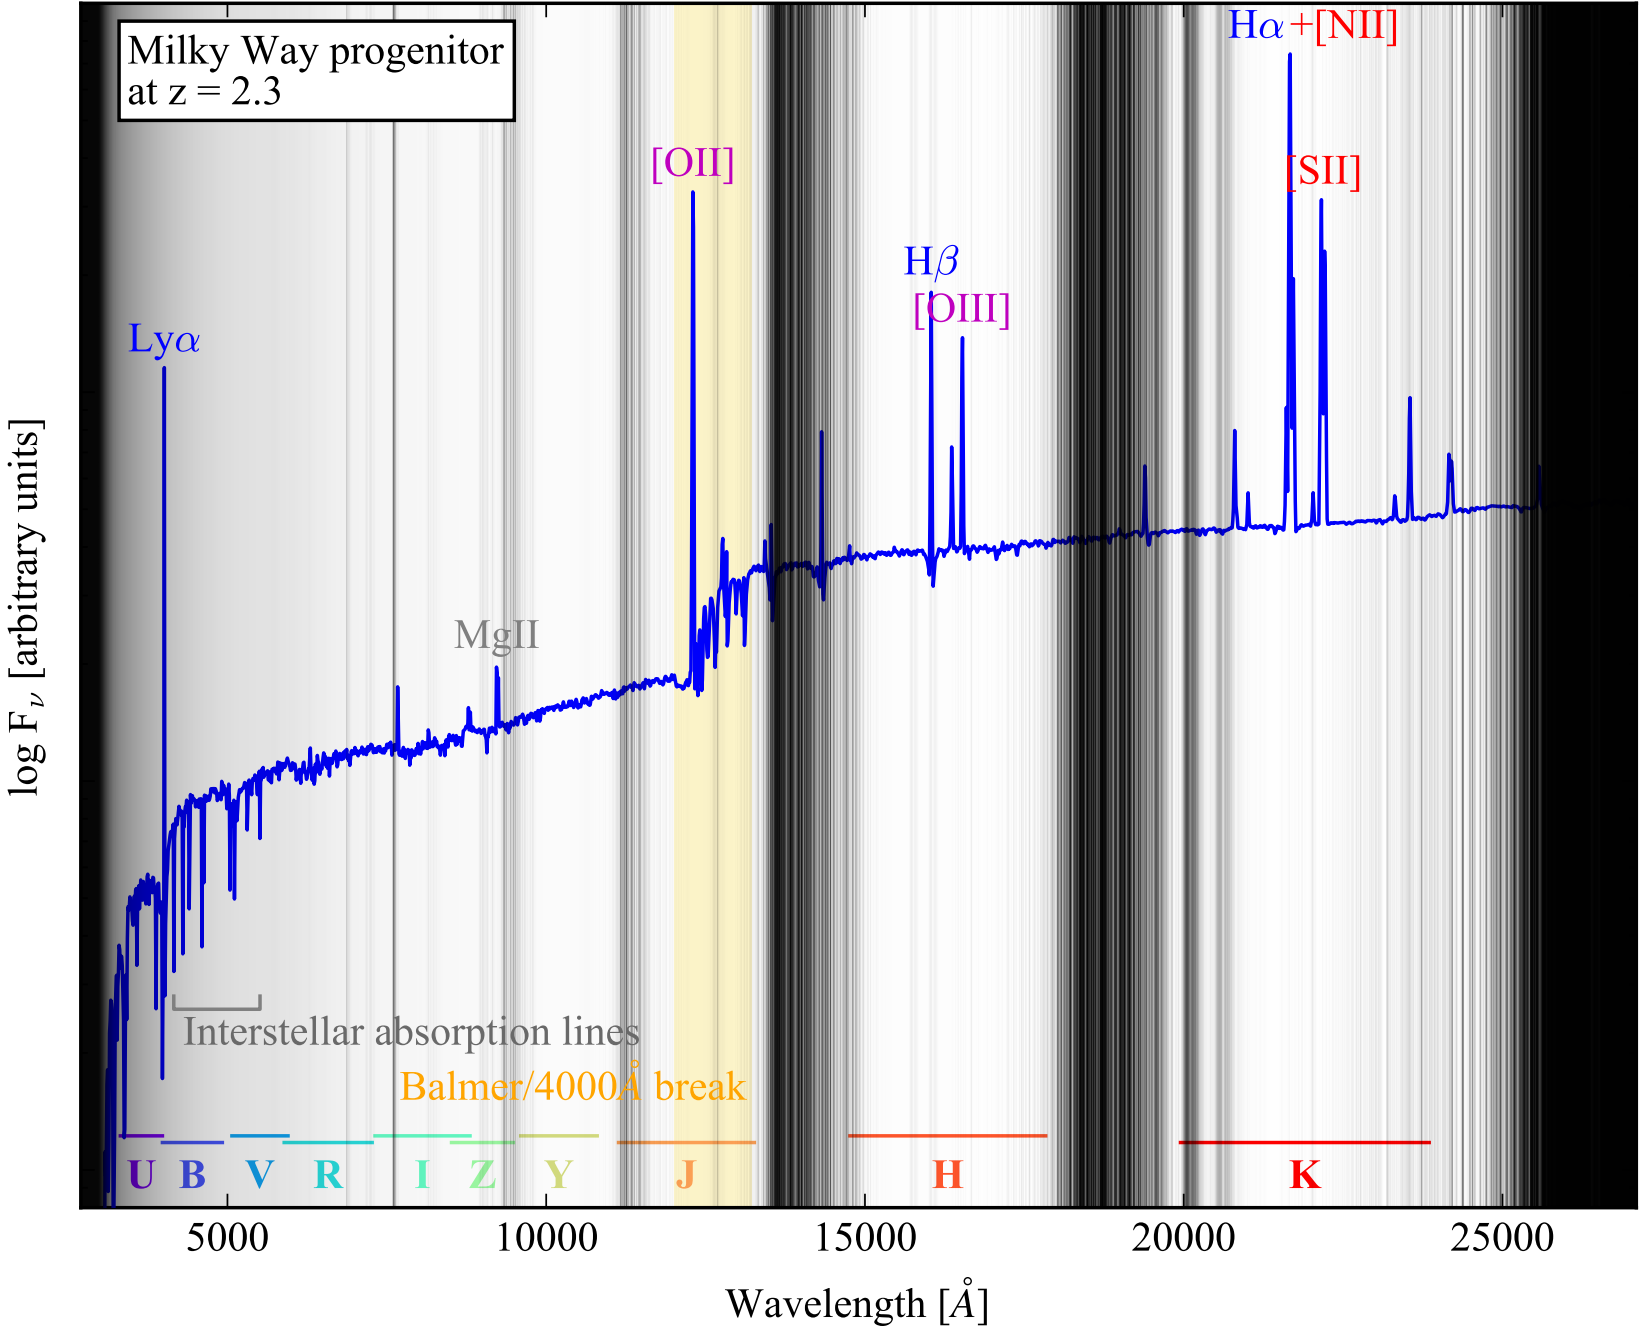 Milky Way progenitor
at z = 2.3
Hα+[NII]
[OII]
[SII]
Hβ
[OIII]
Lyα
MgII
Interstellar absorption lines
Balmer/4000Å break
U B V R I Z Y J H K
5000 10000 15000 20000 25000
Wavelength [Å]
log Fν [arbitrary units]